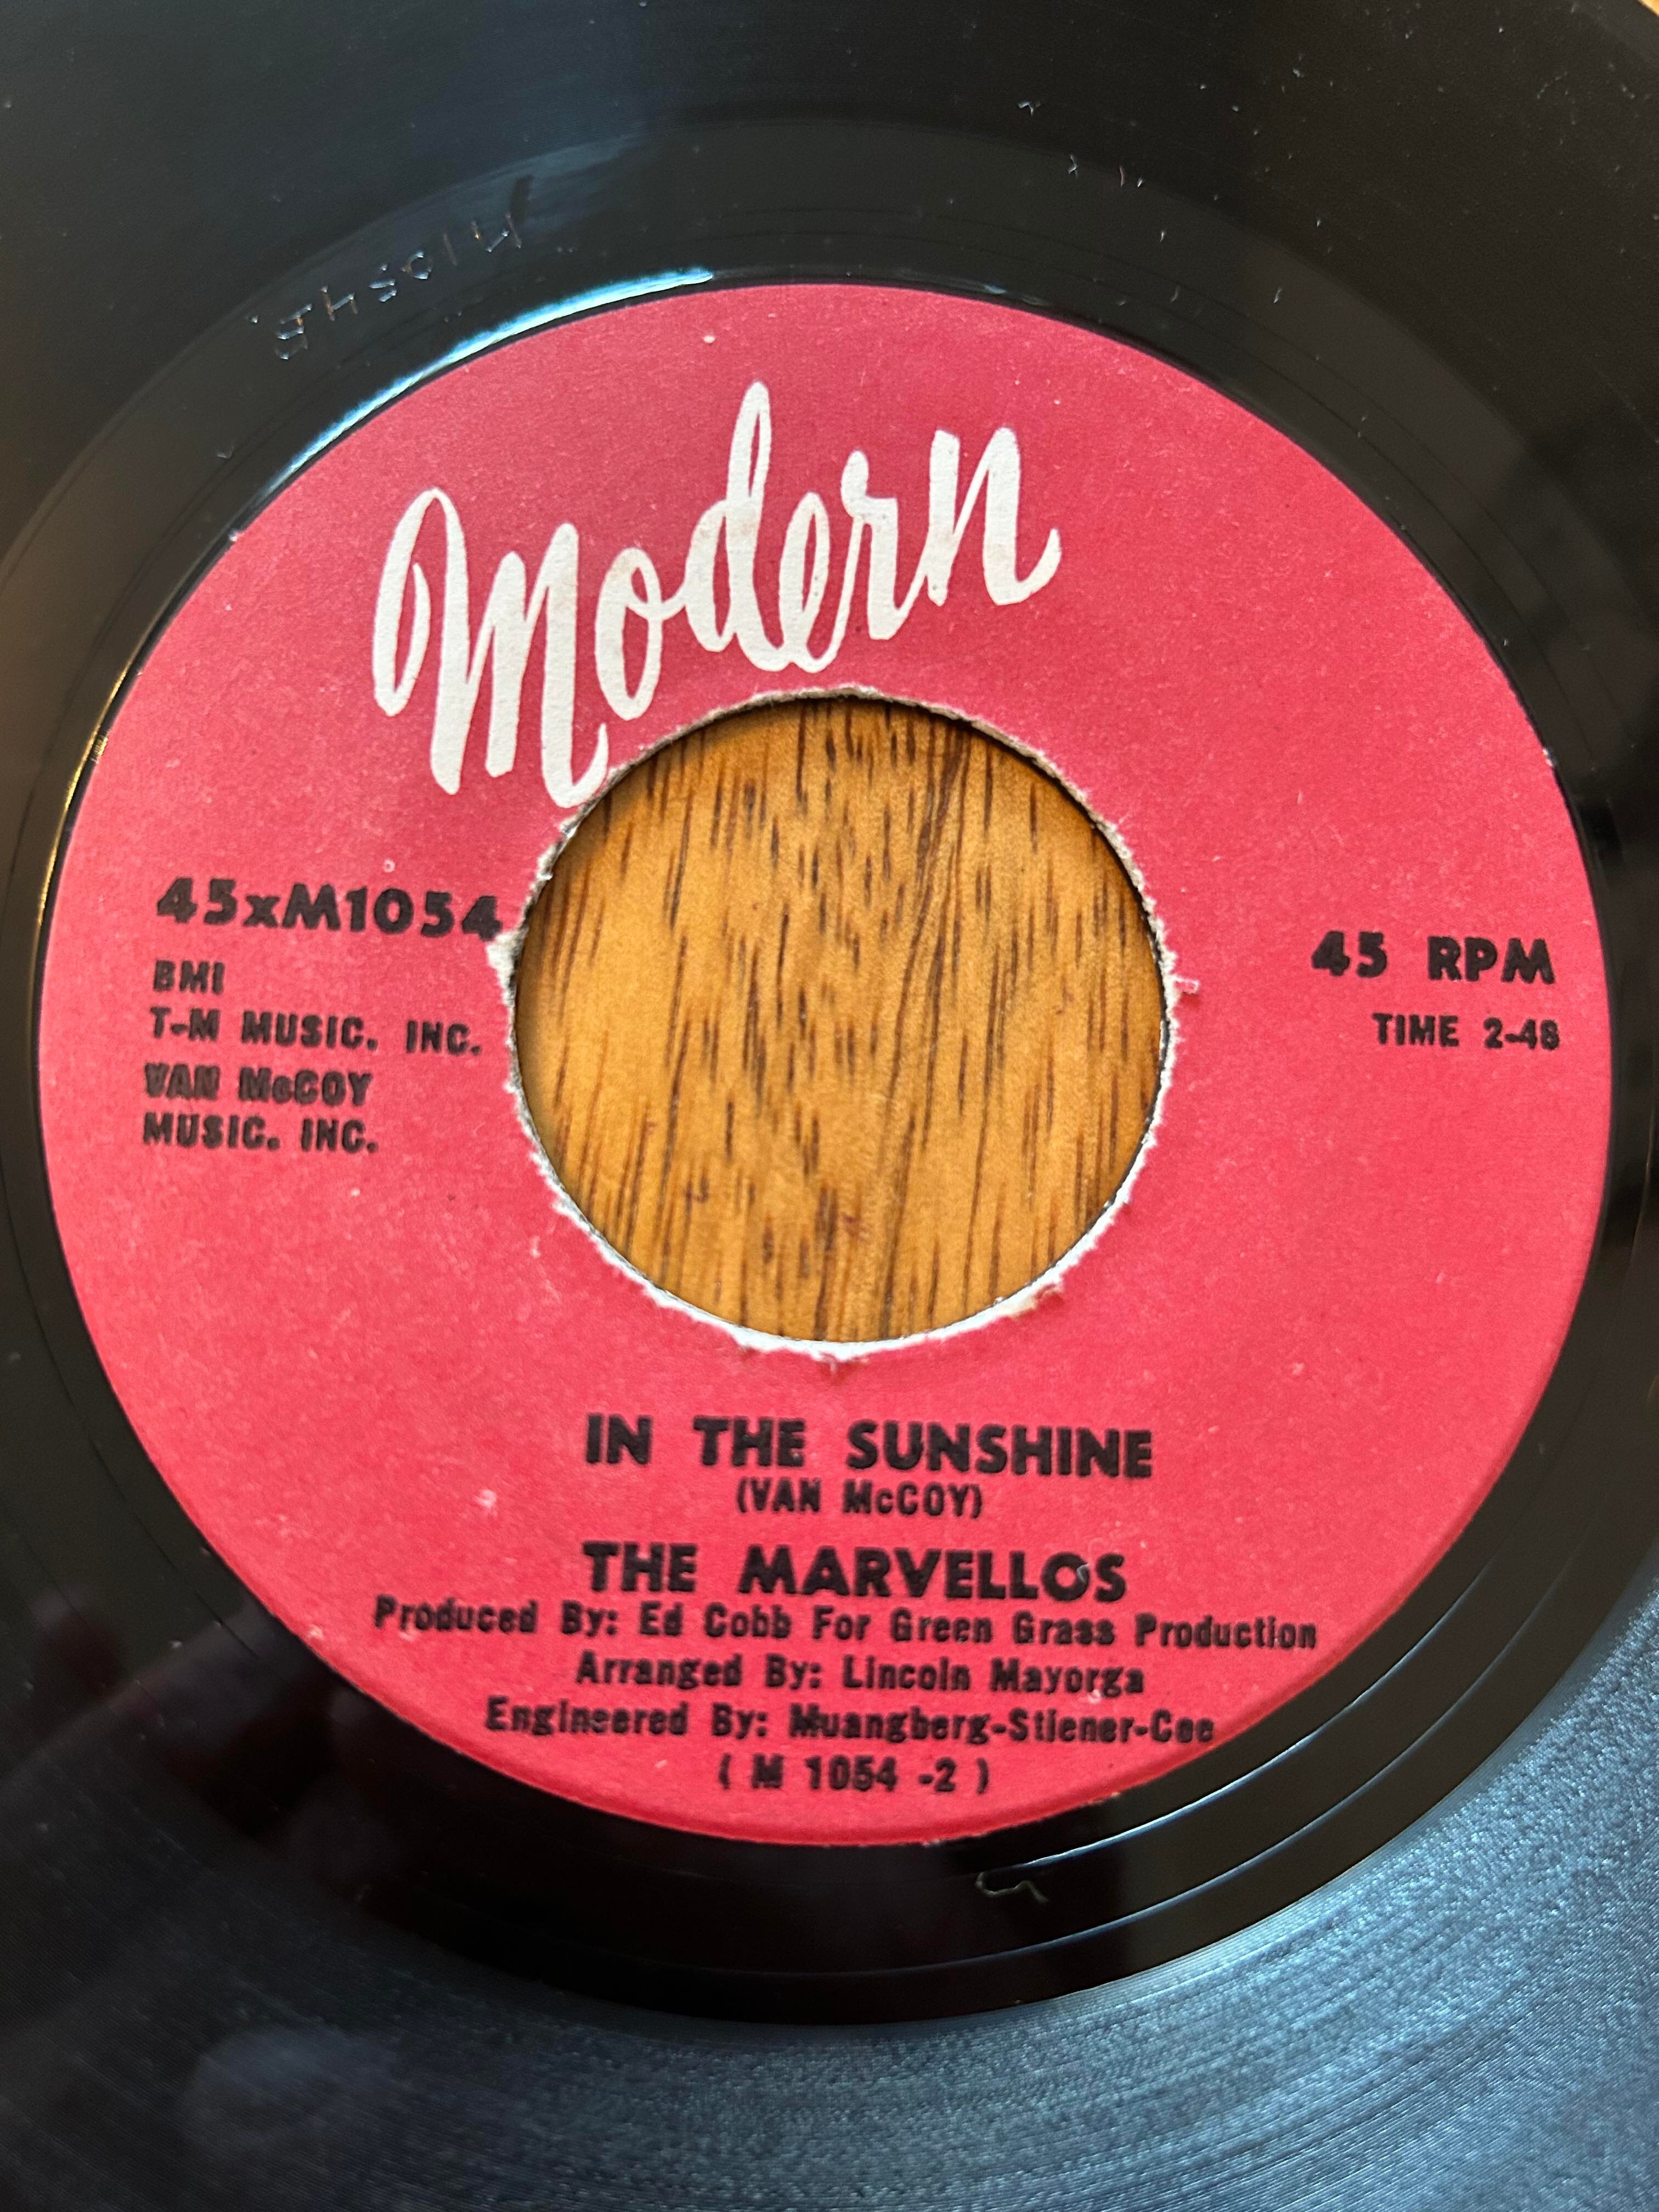 Modern
45xM1054
BMI
T-M MUSIC. INC.
VAN McCOY
MUSIC. INC.
45 RPM
TIME 2-48
IN THE SUNSHINE
(VAN McCOY)
THE MARVELLOS
Produced By: Ed Cobb For Green Grass Production
Arranged By: Lincoln Mayorga
Engineered By: Muangberg-Stiener-Cee
( M 1054 -2 )